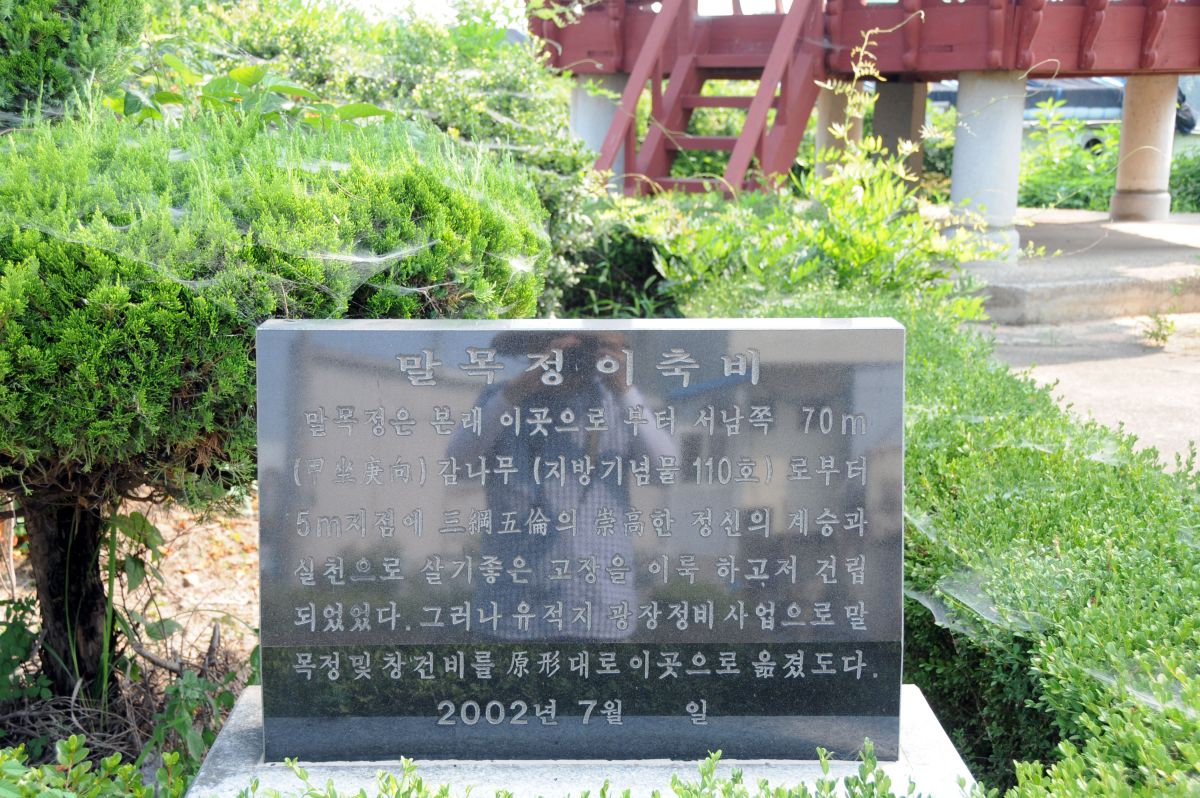 말목정이축비
말목정은 본래 이곳으로 부터 서남쪽 70m
(甲坐庚向) 감나무 (지방기념물 110호) 로부터
5m지점에 三綱五倫의 崇高한 정신의 계승과
실천으로 살기좋은 고장을 이룩 하고저 건립
되었었다. 그러나 유적지 광장정비사업으로 말
목정및 창건비를 原形대로이곳으로 옮졌도다.
2002년 7월 일